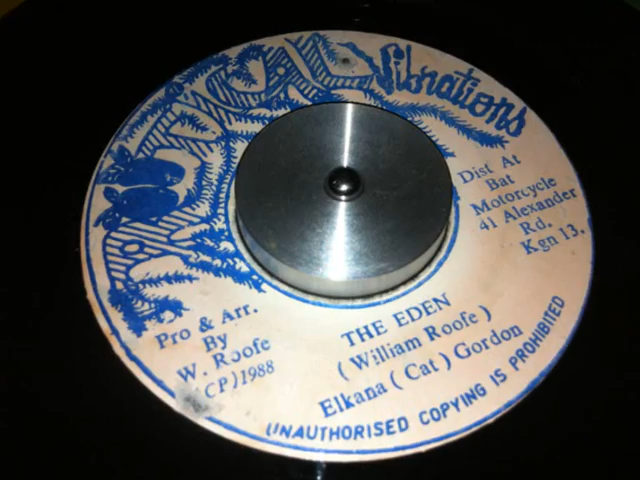 Vibrations
Dist At
Bat
Motorcycle
41 Alexander
Rd.
Kgn 13.
Pro & Arr.
By
W. Roofe
CP)1988
THE EDEN
(William Roofe)
Elkana (Cat) Gordon
UNAUTHORISED COPYING IS PROHIBITED